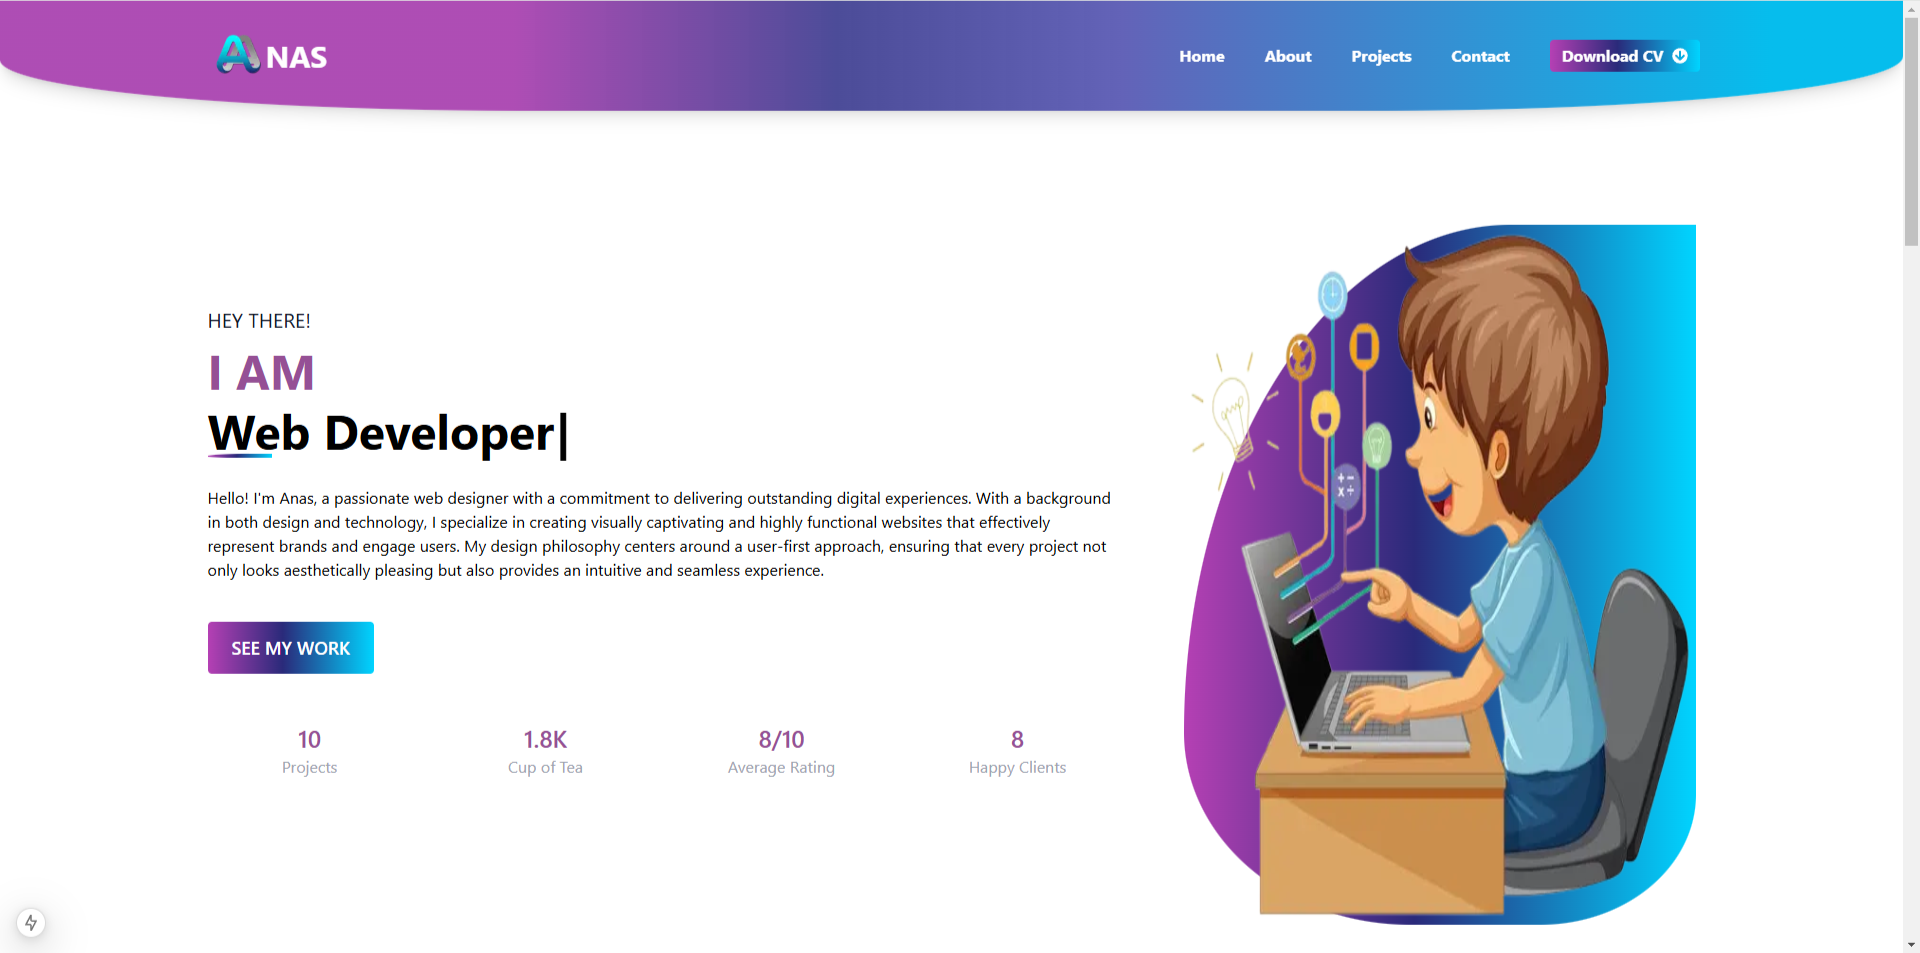 A NAS
Home
About
Projects
Contact
Download CV
HEY THERE!
I AM
Web Developer|
Hello! I'm Anas, a passionate web designer with a commitment to delivering outstanding digital experiences. With a background
in both design and technology, I specialize in creating visually captivating and highly functional websites that effectively
represent brands and engage users. My design philosophy centers around a user-first approach, ensuring that every project not
only looks aesthetically pleasing but also provides an intuitive and seamless experience.
SEE MY WORK
10
Projects
1.8K
Cup of Tea
8/10
Average Rating
8
Happy Clients